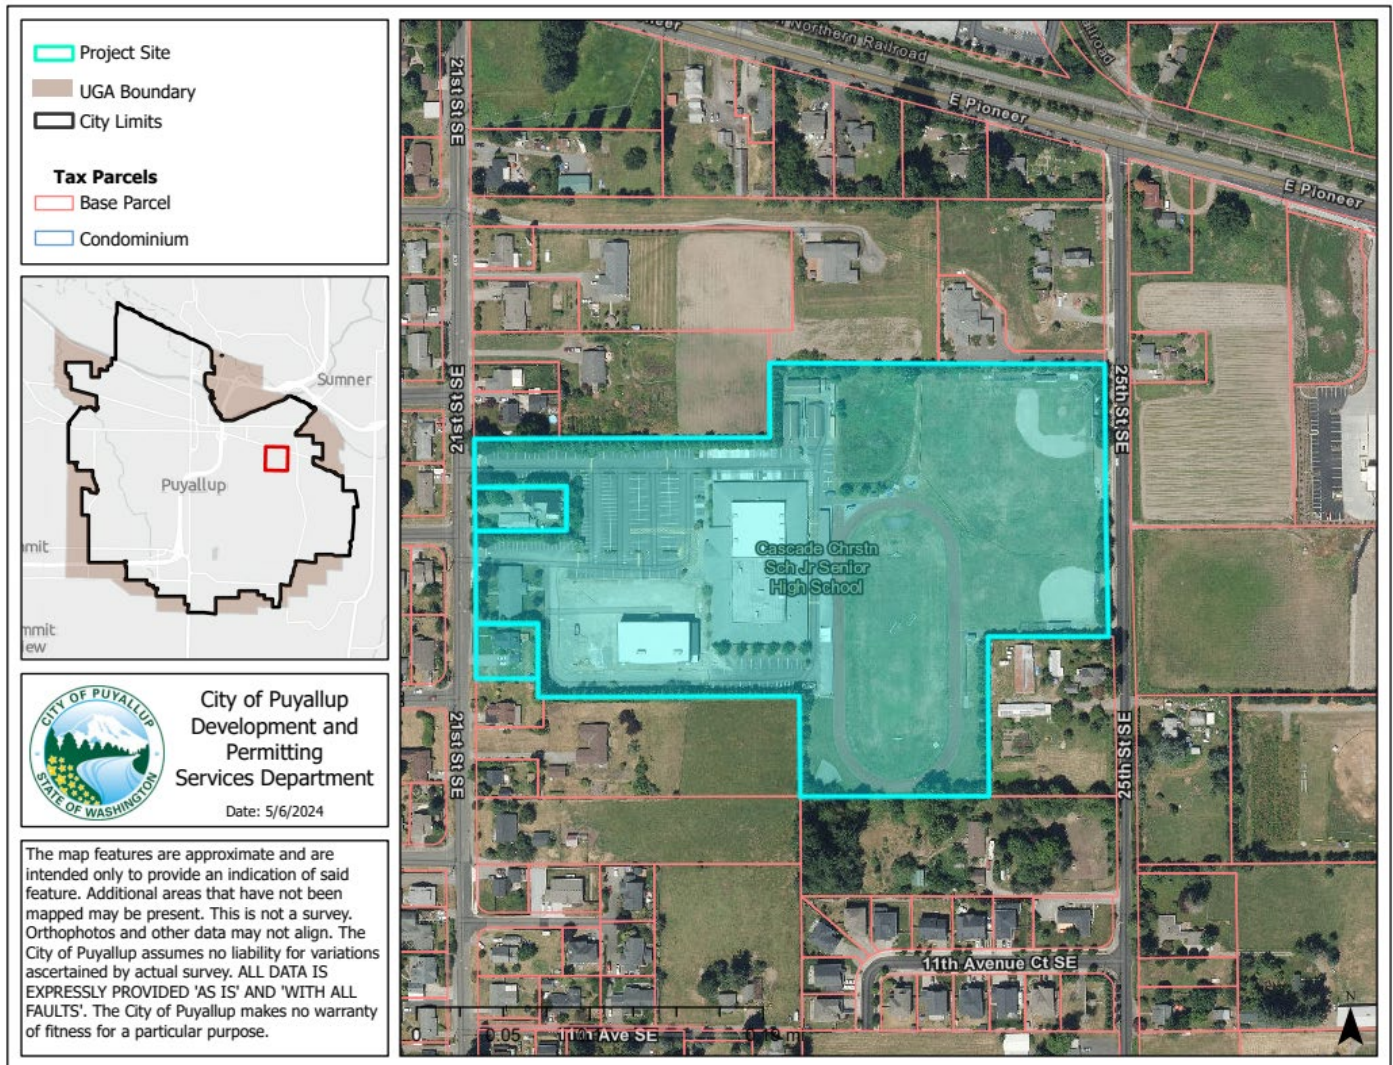 Project Site
UGA Boundary
City Limits
Tax Parcels
Base Parcel
Condominium
Sumner
Puyallup
mit
mmit
ew
CITY OF PUYALLUP
STATE OF WASHINGTON
City of Puyallup
Development and
Permitting
Services Department
Date: 5/6/2024
The map features are approximate and are
intended only to provide an indication of said
feature. Additional areas that have not been
mapped may be present. This is not a survey.
Orthophotos and other data may not align. The
City of Puyallup assumes no liability for variations
ascertained by actual survey. ALL DATA IS
EXPRESSLY PROVIDED 'AS IS' AND 'WITH ALL
FAULTS'. The City of Puyallup makes no warranty
of fitness for a particular purpose.
neer
Northern Railroad
ailroad
E Pioneer
E Pioneer
21st St SE
21st St SE
21st St SE
25th St SE
25th St SE
Cascade Chrstn
Sch Jr Senior
High School
11th Avenue Ct SE
0 0.05
11th Ave SE
N